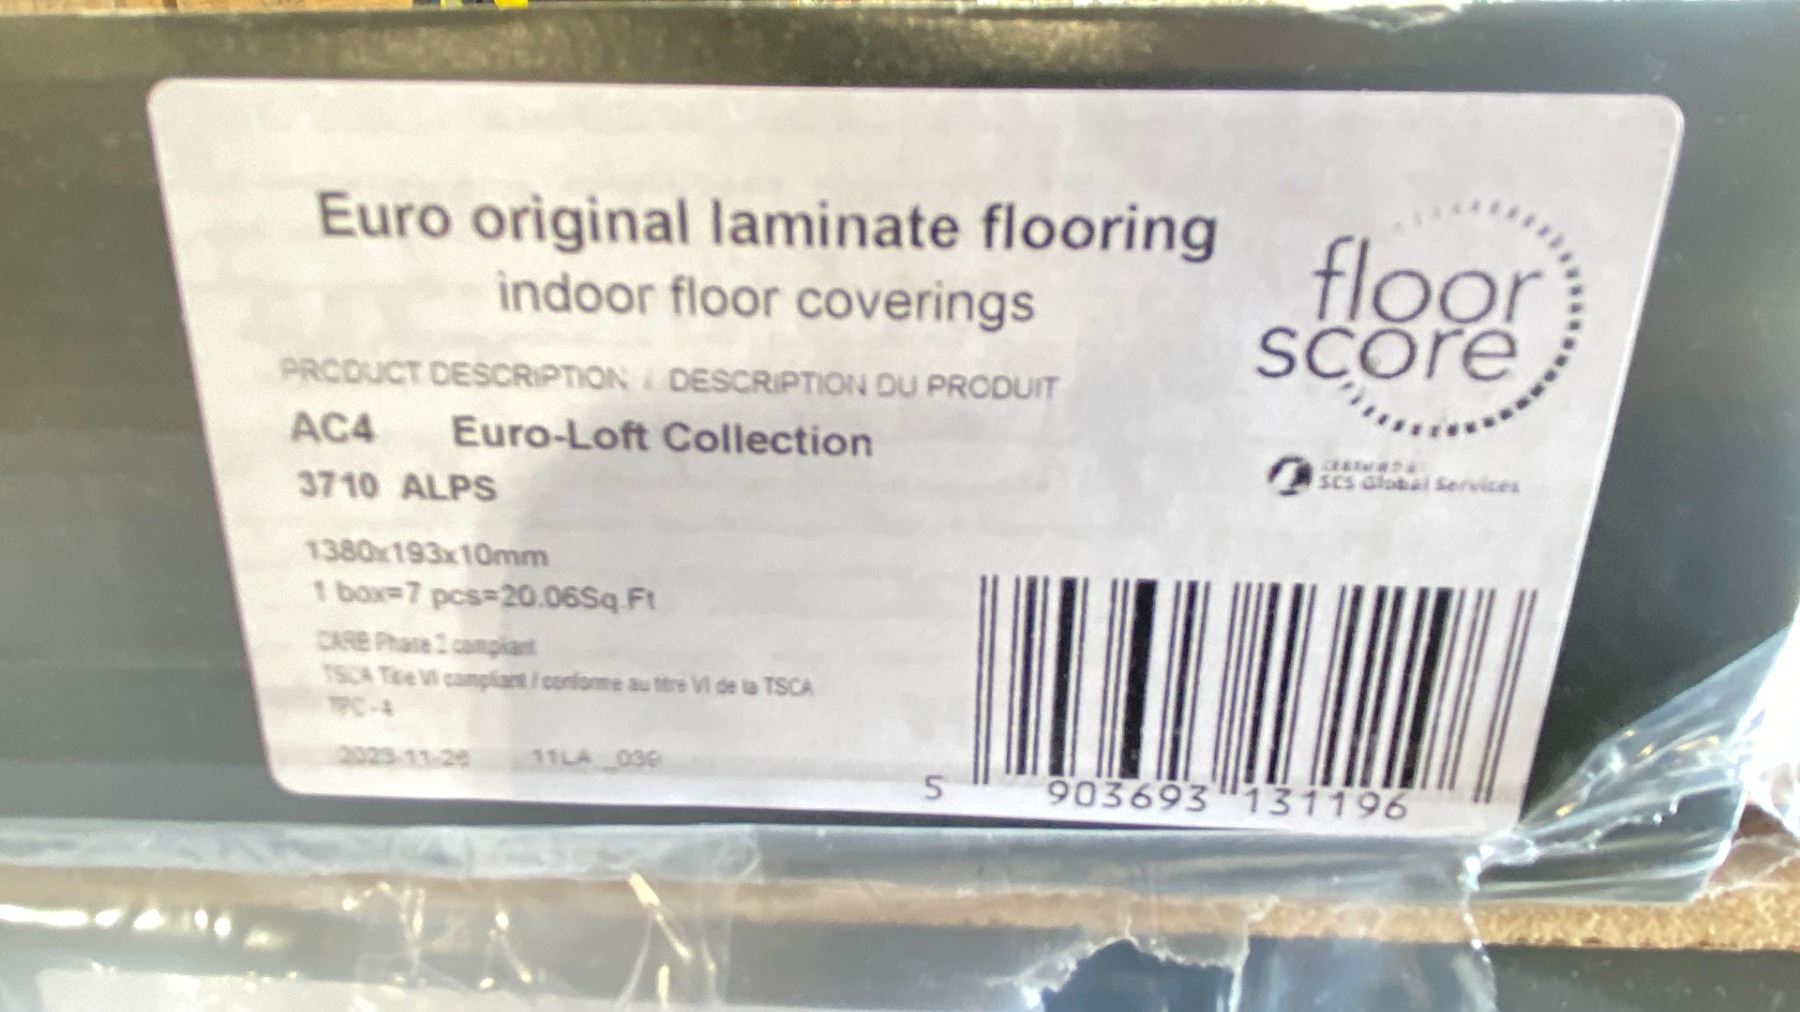 Euro original laminate flooring
indoor floor coverings
floor
score
PRODUCT DESCRIPTION / DESCRIPTION DU PRODUIT
AC4 Euro-Loft Collection
3710 ALPS
SCS Global Services
1380x193x10mm
1 box=7 pcs=20.06Sq.Ft
CARB Phase 2 compliant
TSCA Title VI compliant / conforme au titre VI de la TSCA
11LA _039
5 903693 131196